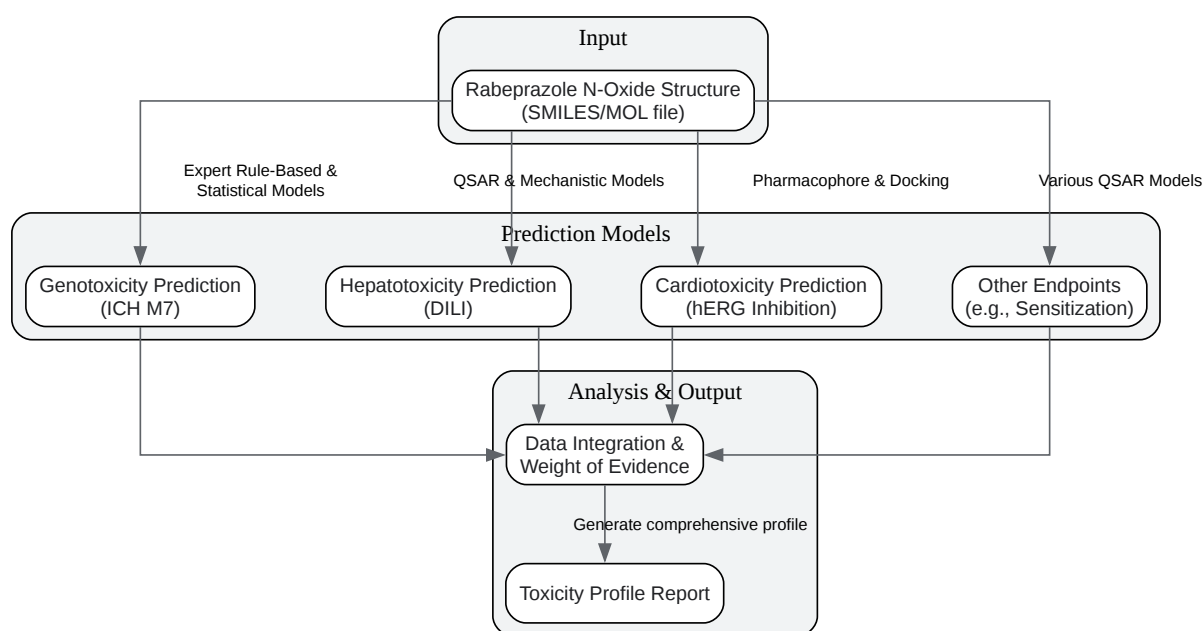 Input
Rabeprazole N-Oxide Structure
(SMILES/MOL file)
Expert Rule-Based &
Statistical Models
QSAR & Mechanistic Models
Pharmacophore & Docking
Various QSAR Models
Prediction Models
Genotoxicity Prediction
(ICH M7)
Hepatotoxicity Prediction
(DILI)
Cardiotoxicity Prediction
(hERG Inhibition)
Other Endpoints
(e.g., Sensitization)
Analysis & Output
Data Integration &
Weight of Evidence
Generate comprehensive profile
Toxicity Profile Report